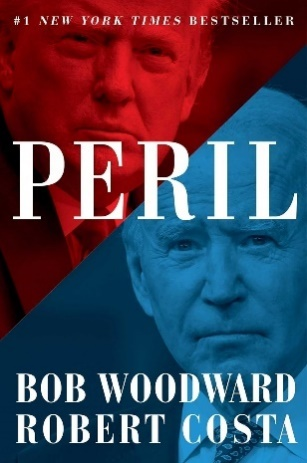 #1 NEW YORK TIMES BESTSELLER
PERIL
BOB WOODWARD
ROBERT COSTA